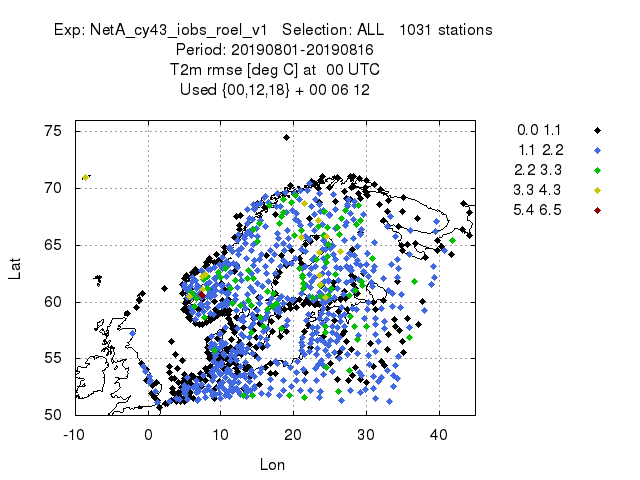 Exp: NetA_cy43_iobs_roel_v1   Selection: ALL   1031 stations
Period: 20190801-20190816
T2m rmse [deg C] at  00 UTC
Used {00,12,18} + 00 06 12
75
70
65
60
55
50
Lat
-10 0 10 20 30 40
Lon
0.0 1.1
1.1 2.2
2.2 3.3
3.3 4.3
5.4 6.5